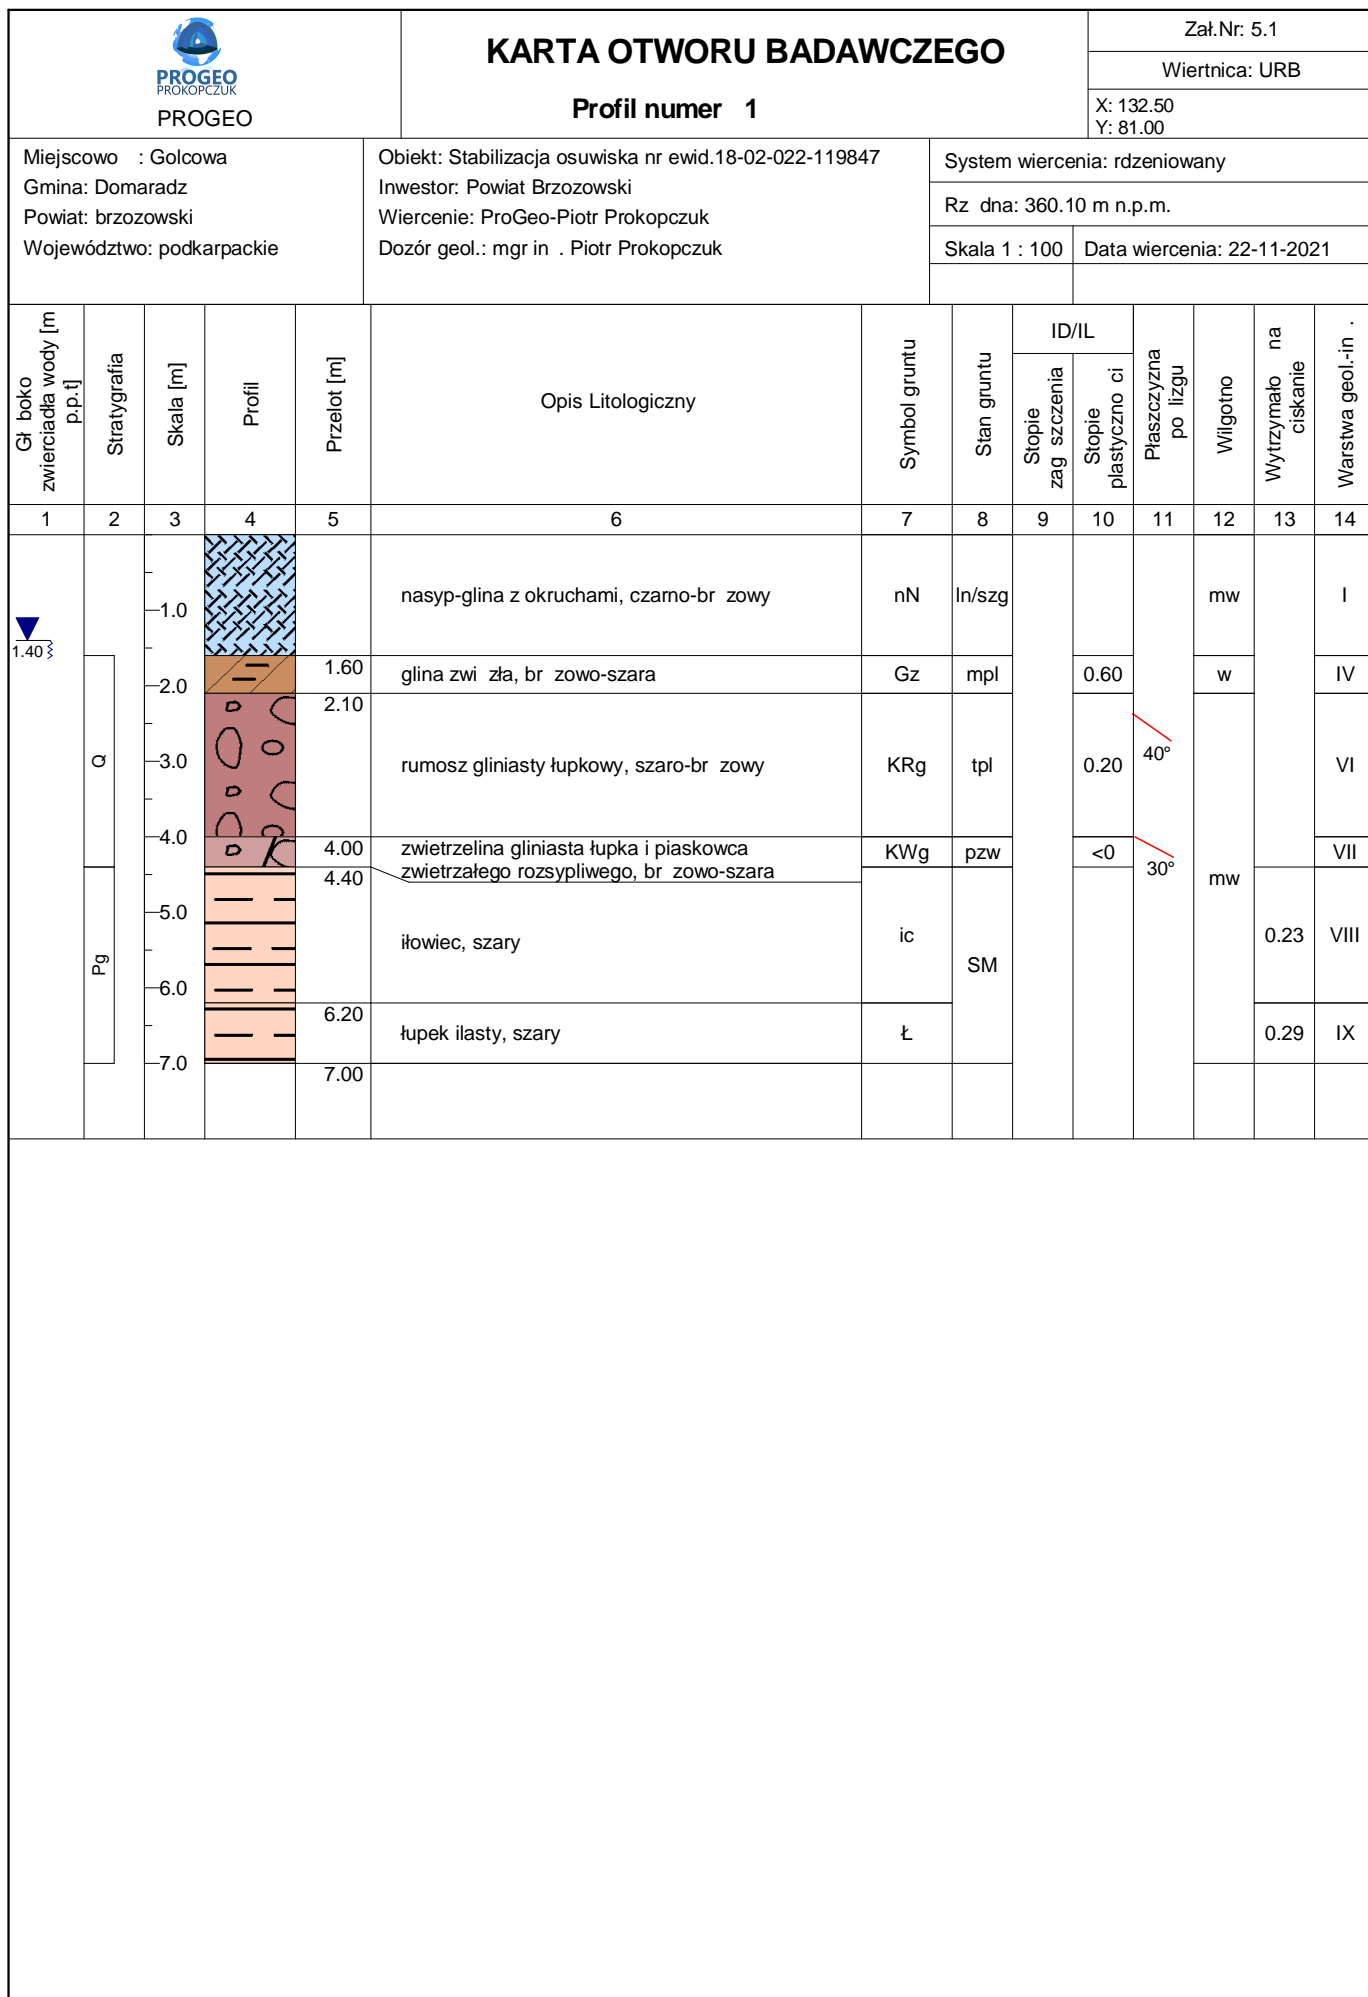 PROGEO
PROKOPCZUK
PROGEO
KARTA OTWORU BADAWCZEGO
Profil numer 1
Zał.Nr: 5.1
Wiertnica: URB
X: 132.50
Y: 81.00
Miejscowo : Golcowa
Gmina: Domaradz
Powiat: brzozowski
Województwo: podkarpackie
Obiekt: Stabilizacja osuwiska nr ewid.18-02-022-119847
Inwestor: Powiat Brzozowski
Wiercenie: ProGeo-Piotr Prokopczuk
Dozór geol.: mgr in . Piotr Prokopczuk
System wiercenia: rdzeniowany
Rz dna: 360.10 m n.p.m.
Skala 1 : 100
Data wiercenia: 22-11-2021
Gł boko
zwierciadła wody [m
p.p.t]
Stratygrafia
Skala [m]
Profil
Przelot [m]
Opis Litologiczny
Symbol gruntu
Stan gruntu
ID/IL
Stopie
zag szczenia
Stopie
plastyczno ci
Płaszczyzna
po lizgu
Wilgotno
Wytrzymało na
ciskanie
Warstwa geol.-in .
1 2 3 4 5 6 7 8 9 10 11 12 13 14
nasyp-glina z okruchami, czarno-br zowy nN ln/szg mw I
1.0
1.40
1.60 glina zwi zła, br zowo-szara Gz mpl 0.60 w IV
2.0
2.10
Q
3.0
rumosz gliniasty łupkowy, szaro-br zowy KRg tpl 0.20 40° VI
4.0
4.00 zwietrzelina gliniasta łupka i piaskowca
zwietrzałego rozsypliwego, br zowo-szara KWg pzw <0 30° VII
4.40
mw
5.0
iłowiec, szary ic 0.23 VIII
Pg
SM
6.0
6.20
łupek ilasty, szary Ł 0.29 IX
7.0
7.00